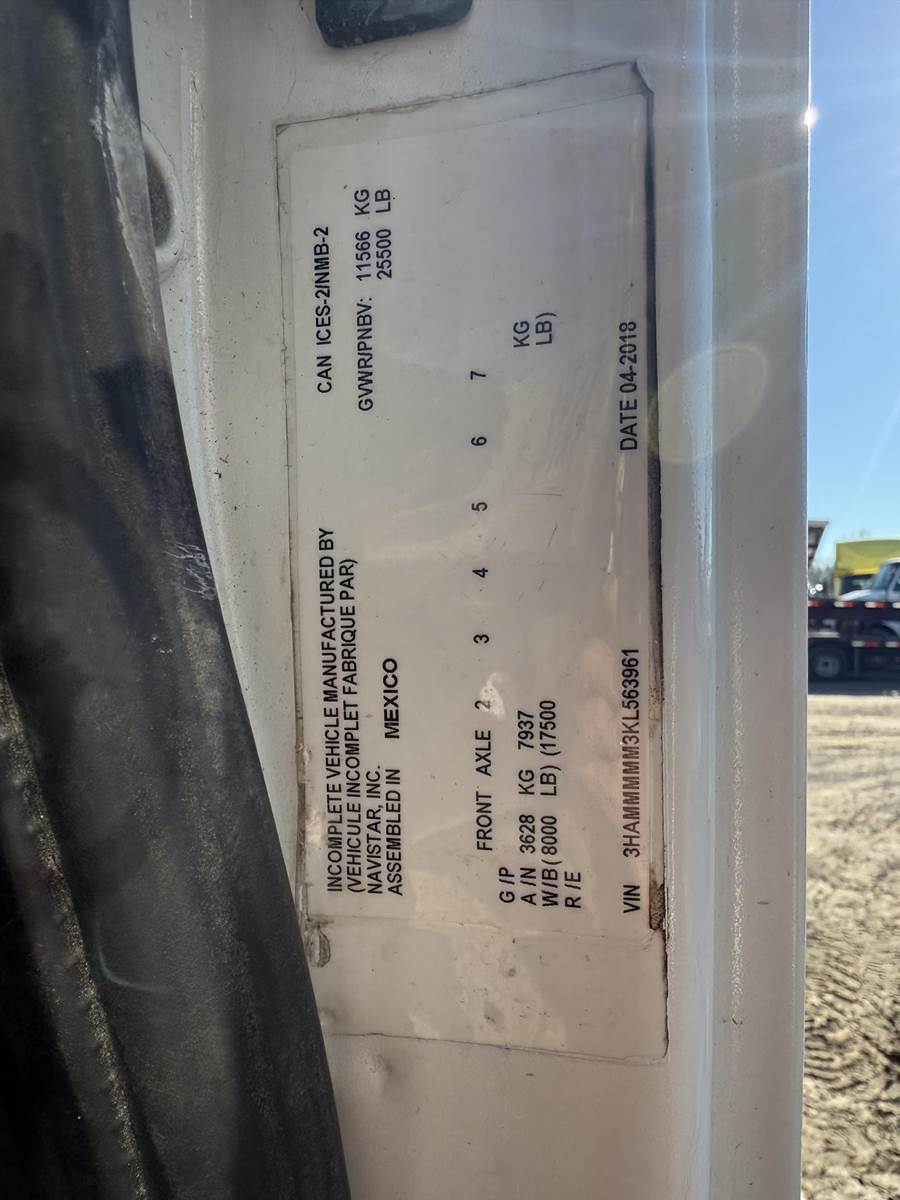 INCOMPLETE VEHICLE MANUFACTURED BY CAN ICES-2/NMB-2
(VEHICULE INCOMPLET FABRIQUE PAR)
NAVISTAR, INC. GVWR/PNBV: 11566 KG
ASSEMBLED IN MEXICO 25500 LB
FRONT AXLE 2 3 4 5 6 7
G /P
A /N 3628 KG 7937 KG
W/B ( 8000 LB) (17500 LB)
R /E
VIN 3HAMMMMM3KL563961 DATE 04-2018